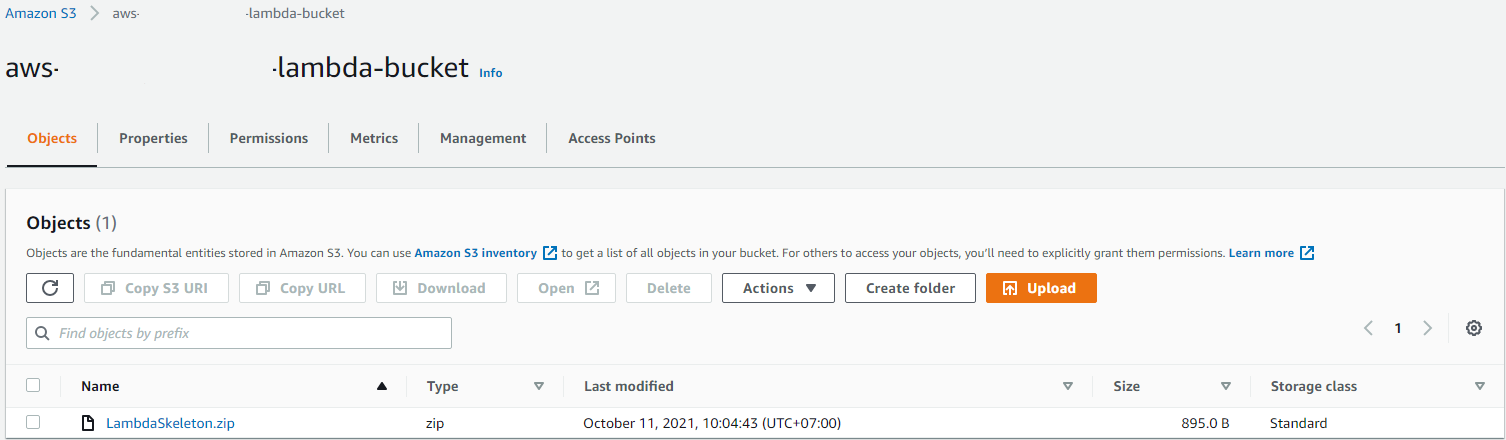 Amazon S3 > aws- -lambda-bucket
aws- -lambda-bucket Info
Objects Properties Permissions Metrics Management Access Points
Objects (1)
Objects are the fundamental entities stored in Amazon S3. You can use Amazon S3 inventory to get a list of all objects in your bucket. For others to access your objects, you'll need to explicitly grant them permissions. Learn more
Copy S3 URI Copy URL Download Open Delete Actions Create folder Upload
Find objects by prefix 1
Name Type Last modified Size Storage class
LambdaSkeleton.zip zip October 11, 2021, 10:04:43 (UTC+07:00) 895.0 B Standard